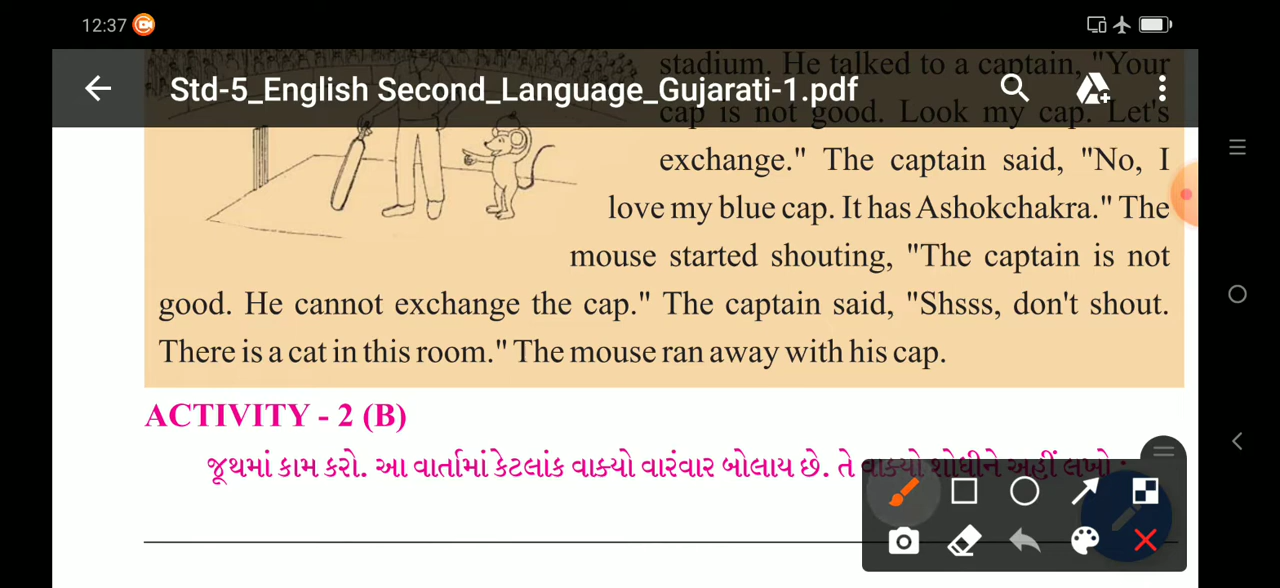 12:37
stadium. He talked to a captain, "Your
Std-5_English Second_Language_Gujarati-1.pdf
cap is not good. Look my cap. Let's
exchange." The captain said, "No, I
love my blue cap. It has Ashokchakra." The
mouse started shouting, "The captain is not
good. He cannot exchange the cap." The captain said, "Shsss, don't shout.
There is a cat in this room." The mouse ran away with his cap.
ACTIVITY - 2 (B)
જૂથમાં કામ કરો. આ વાર્તામાં કેટલાંક વાક્યો વારંવાર બોલાય છે. તે વાક્યો શોધીને અહીં લખો :